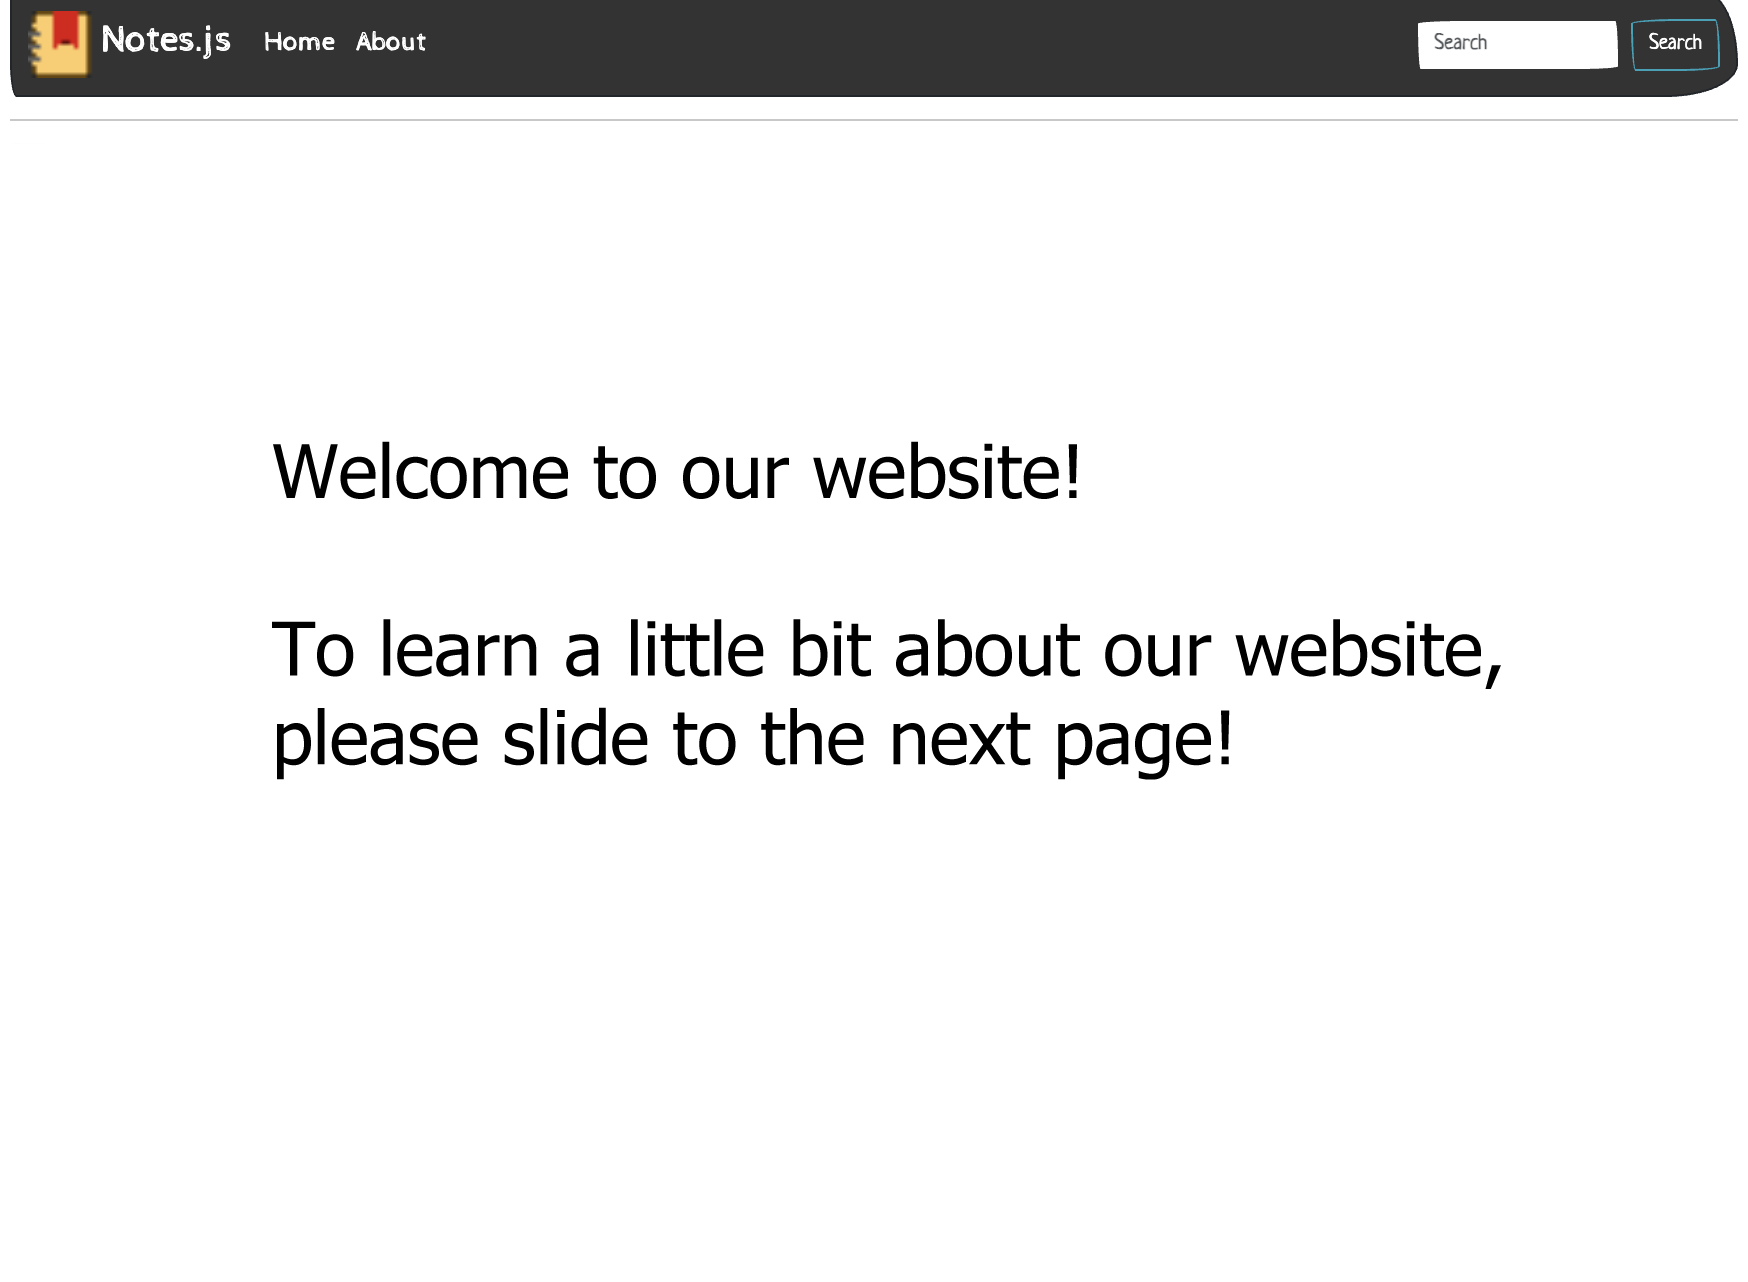 Notes.js Home About Search Search
Welcome to our website!
To learn a little bit about our website,
please slide to the next page!